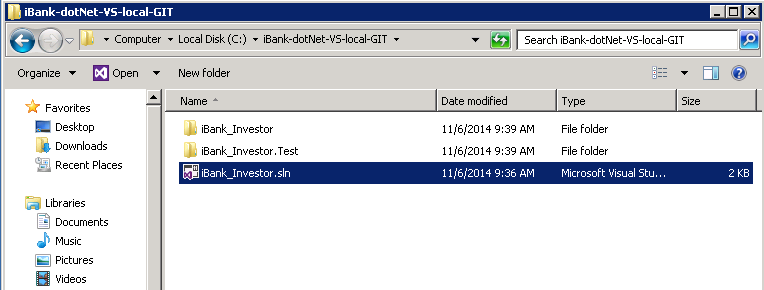 iBank-dotNet-VS-local-GIT
Computer Local Disk (C:) iBank-dotNet-VS-local-GIT Search iBank-dotNet-VS-local-GIT
Organize Open New folder
Favorites
Desktop
Downloads
Recent Places
Libraries
Documents
Music
Pictures
Videos
Name Date modified Type Size
iBank_Investor 11/6/2014 9:39 AM File folder
iBank_Investor.Test 11/6/2014 9:39 AM File folder
iBank_Investor.sln 11/6/2014 9:36 AM Microsoft Visual Stu... 2 KB